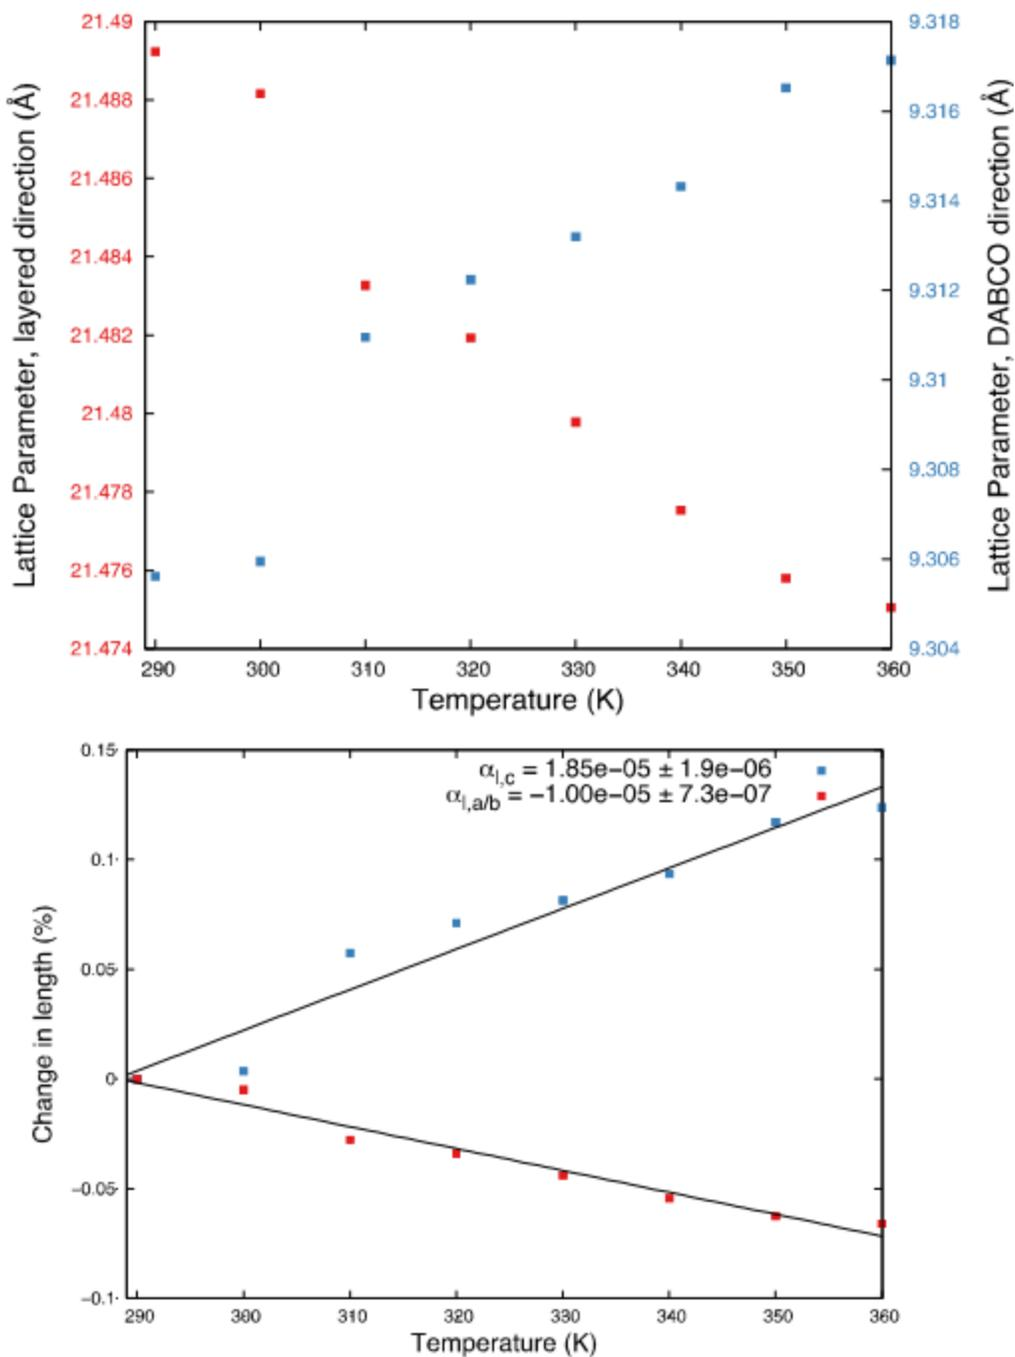 Lattice Parameter, layered direction (Å)
21.49
21.488
21.486
21.484
21.482
21.48
21.478
21.476
21.474
9.318
9.316
9.314
9.312
9.31
9.308
9.306
9.304
Lattice Parameter, DABCO direction (Å)
290 300 310 320 330 340 350 360
Temperature (K)
Change in length (%)
0.15
0.1
0.05
0
−0.05
−0.1
αl,c = 1.85e−05 ± 1.9e−06
αl,a/b = −1.00e−05 ± 7.3e−07
290 300 310 320 330 340 350 360
Temperature (K)